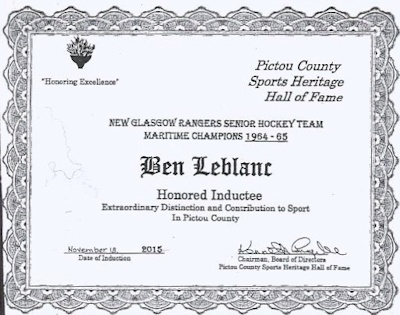 "Honoring Excellence"
Pictou County
Sports Heritage
Hall of Fame
NEW GLASGOW RANGERS SENIOR HOCKEY TEAM
MARITIME CHAMPIONS 1964 - 65
Ben Leblanc
Honored Inductee
Extraordinary Distinction and Contribution to Sport
In Pictou County
November 18, 2015
Date of Induction
Chairman, Board of Directors
Pictou County Sports Heritage Hall of Fame